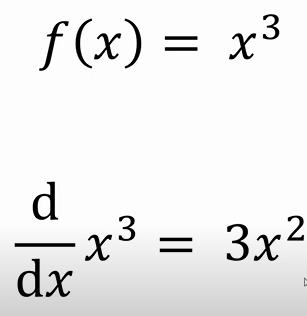 f(x) = x³
d/dx x³ = 3x²